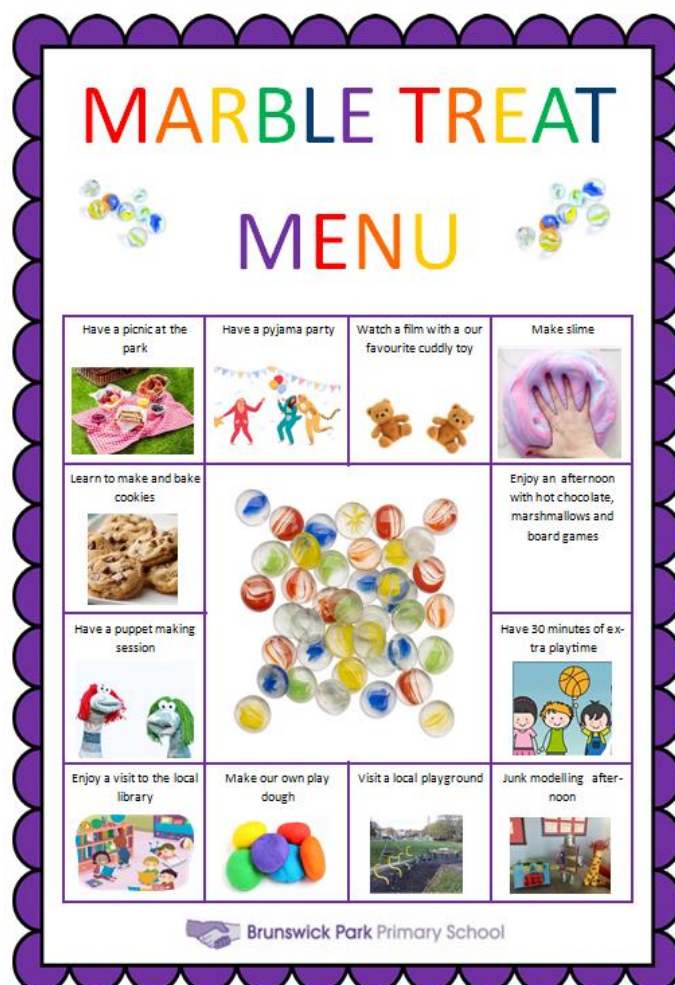 MARBLE TREAT
MENU
Have a picnic at the
park
Have a pyjama party
Watch a film with a our
favourite cuddly toy
Make slime
Learn to make and bake
cookies
Enjoy an afternoon
with hot chocolate,
marshmallows and
board games
Have a puppet making
session
Have 30 minutes of ex-
tra playtime
Enjoy a visit to the local
library
Make our own play
dough
Visit a local playground
Junk modelling after-
noon
Brunswick Park Primary School